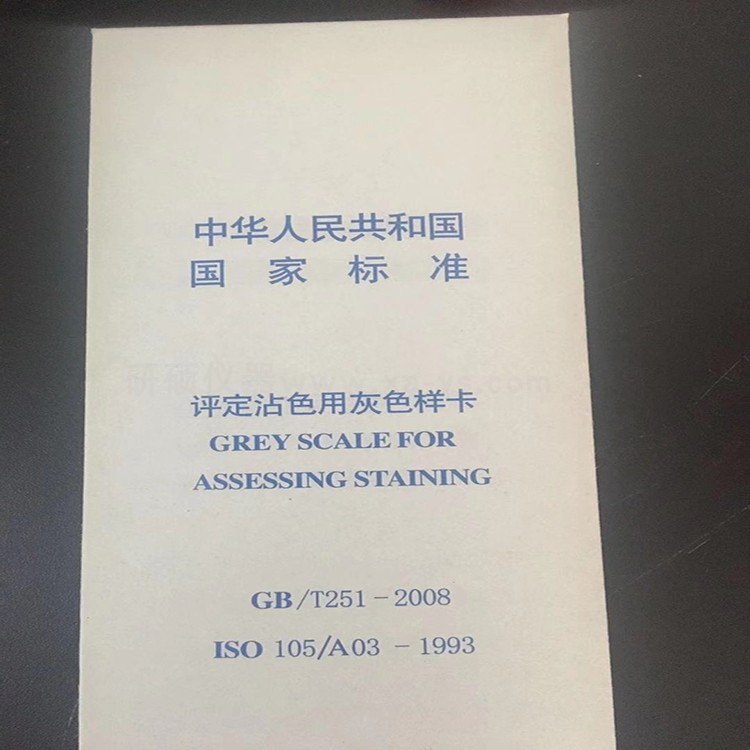 中华人民共和国
国家标准
评定沾色用灰色样卡
GREY SCALE FOR
ASSESSING STAINING
GB/T251-2008
ISO 105/A03 -1993